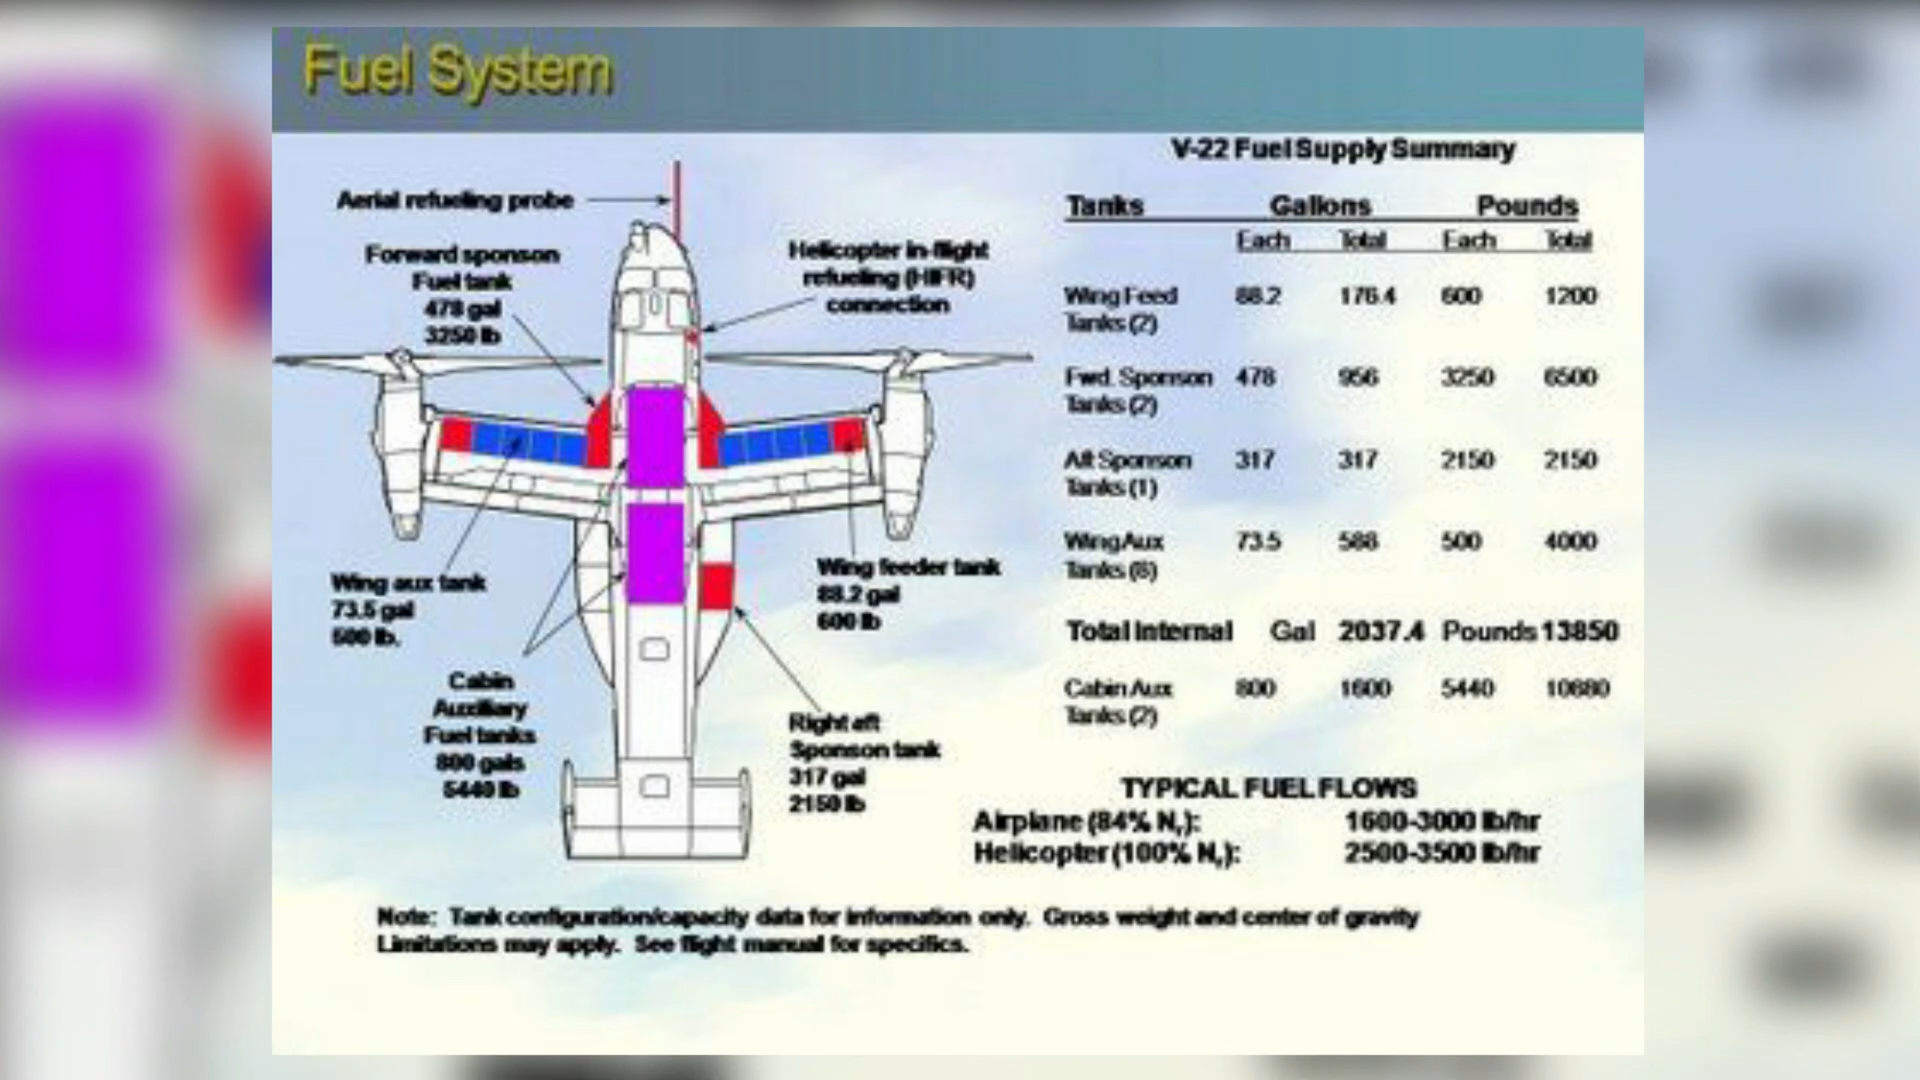 Fuel System
V-22 Fuel Supply Summary
Aerial refueling probe
Forward sponson
Fuel tank
478 gal
3250 lb
Helicopter in-flight
refueling (HIFR)
connection
Wing aux tank
73.5 gal
500 lb.
Wing feeder tank
88.2 gal
600 lb
Cabin
Auxiliary
Fuel tanks
800 gals
5440 lb
Right aft
Sponson tank
317 gal
2150 lb
Tanks Gallons Pounds
Each Total Each Total
Wing Feed 88.2 176.4 600 1200
Tanks (2)
Fwd. Sponson 478 956 3250 6500
Tanks (2)
Aft Sponson 317 317 2150 2150
Tanks (1)
Wing Aux 73.5 588 500 4000
Tanks (8)
Total Internal Gal 2037.4 Pounds 13850
Cabin Aux 800 1600 5440 10880
Tanks (2)
TYPICAL FUEL FLOWS
Airplane (84% Nr): 1600-3000 lb/hr
Helicopter (100% Nr): 2500-3500 lb/hr
Note: Tank configuration/capacity data for information only. Gross weight and center of gravity
Limitations may apply. See flight manual for specifics.